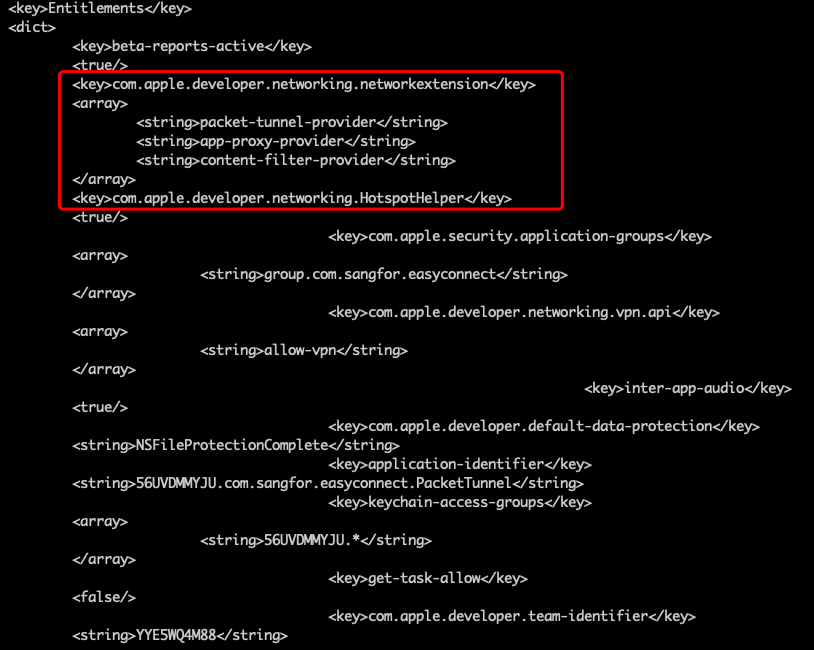 <key>Entitlements</key>
<dict>
<key>beta-reports-active</key>
<true/>
<key>com.apple.developer.networking.networkextension</key>
<array>
<string>packet-tunnel-provider</string>
<string>app-proxy-provider</string>
<string>content-filter-provider</string>
</array>
<key>com.apple.developer.networking.HotspotHelper</key>
<true/>
<key>com.apple.security.application-groups</key>
<array>
<string>group.com.sangfor.easyconnect</string>
</array>
<key>com.apple.developer.networking.vpn.api</key>
<array>
<string>allow-vpn</string>
</array>
<key>inter-app-audio</key>
<true/>
<key>com.apple.developer.default-data-protection</key>
<string>NSFileProtectionComplete</string>
<key>application-identifier</key>
<string>56UVDMMYJU.com.sangfor.easyconnect.PacketTunnel</string>
<key>keychain-access-groups</key>
<array>
<string>56UVDMMYJU.*</string>
</array>
<key>get-task-allow</key>
<false/>
<key>com.apple.developer.team-identifier</key>
<string>YYE5WQ4M88</string>